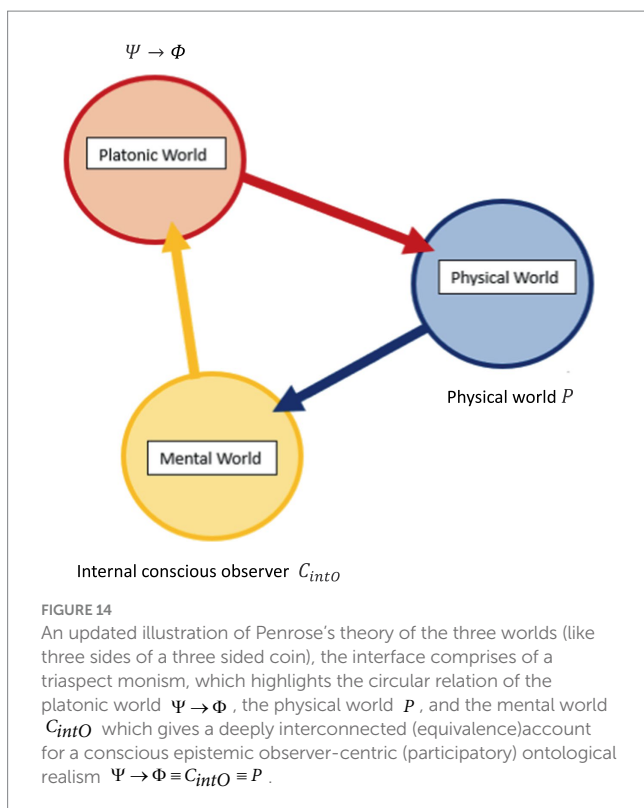 Ψ → Φ
Platonic World
Physical World
Physical world P
Mental World
Internal conscious observer C_intO
FIGURE 14
An updated illustration of Penrose's theory of the three worlds (like
three sides of a three sided coin), the interface comprises of a
triaspect monism, which highlights the circular relation of the
platonic world Ψ → Φ , the physical world P, and the mental world
C_intO which gives a deeply interconnected (equivalence)account
for a conscious epistemic observer-centric (participatory) ontological
realism Ψ → Φ ≡ C_intO ≡ P .